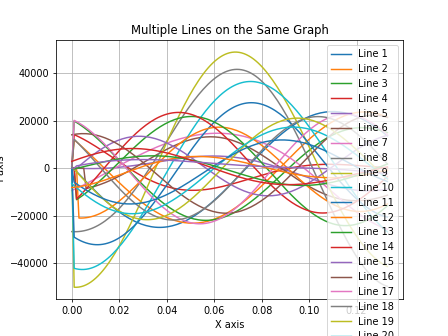 Multiple Lines on the Same Graph
40000
20000
0
−20000
−40000
0.00
0.02
0.04
0.06
0.08
0.10
X axis
axis
Line 1
Line 2
Line 3
Line 4
Line 5
Line 6
Line 7
Line 8
Line 9
Line 10
Line 11
Line 12
Line 13
Line 14
Line 15
Line 16
Line 17
Line 18
Line 19
Line 20